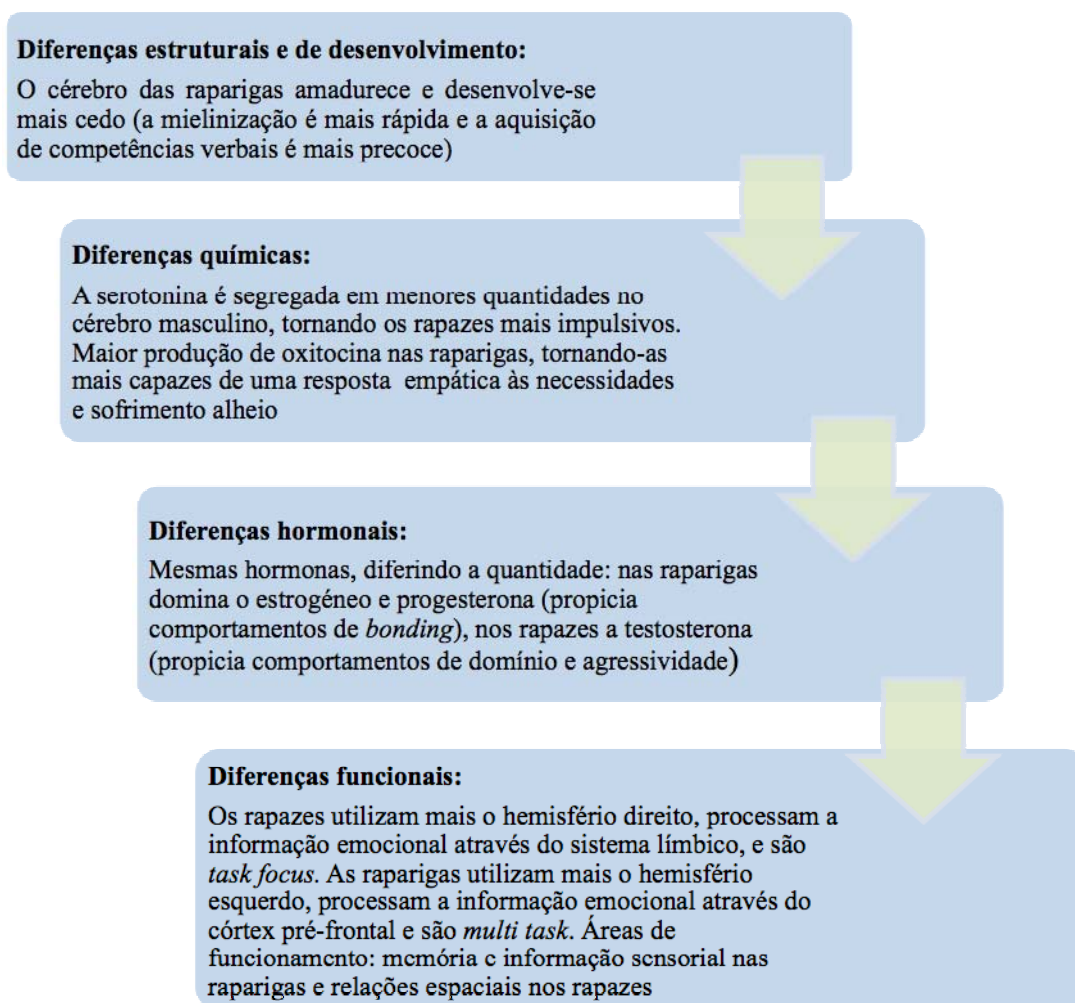 Diferenças estruturais e de desenvolvimento:
O cérebro das raparigas amadurece e desenvolve-se
mais cedo (a mielinização é mais rápida e a aquisição
de competências verbais é mais precoce)
Diferenças químicas:
A serotonina é segregada em menores quantidades no
cérebro masculino, tornando os rapazes mais impulsivos.
Maior produção de oxitocina nas raparigas, tornando-as
mais capazes de uma resposta empática às necessidades
e sofrimento alheio
Diferenças hormonais:
Mesmas hormonas, diferindo a quantidade: nas raparigas
domina o estrogéneo e progesterona (propicia
comportamentos de bonding), nos rapazes a testosterona
(propicia comportamentos de domínio e agressividade)
Diferenças funcionais:
Os rapazes utilizam mais o hemisfério direito, processam a
informação emocional através do sistema límbico, e são
task focus. As raparigas utilizam mais o hemisfério
esquerdo, processam a informação emocional através do
córtex pré-frontal e são multi task. Áreas de
funcionamento: memória e informação sensorial nas
raparigas e relações espaciais nos rapazes